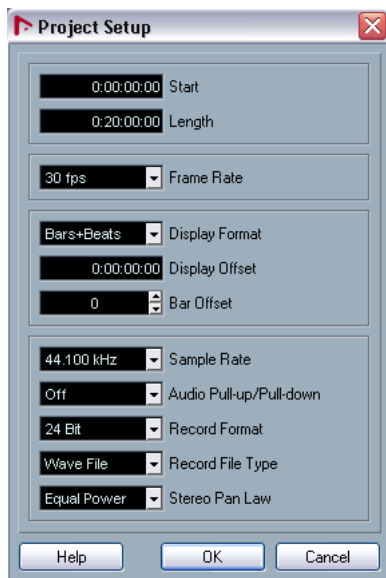 Project Setup
0:00:00:00 Start
0:20:00:00 Length
30 fps Frame Rate
Bars+Beats Display Format
0:00:00:00 Display Offset
0 Bar Offset
44.100 kHz Sample Rate
Off Audio Pull-up/Pull-down
24 Bit Record Format
Wave File Record File Type
Equal Power Stereo Pan Law
Help OK Cancel